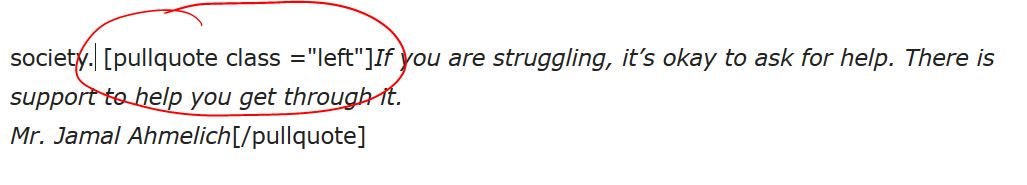 society. [pullquote class ="left"]If you are struggling, it’s okay to ask for help. There is
support to help you get through it.
Mr. Jamal Ahmelich[/pullquote]